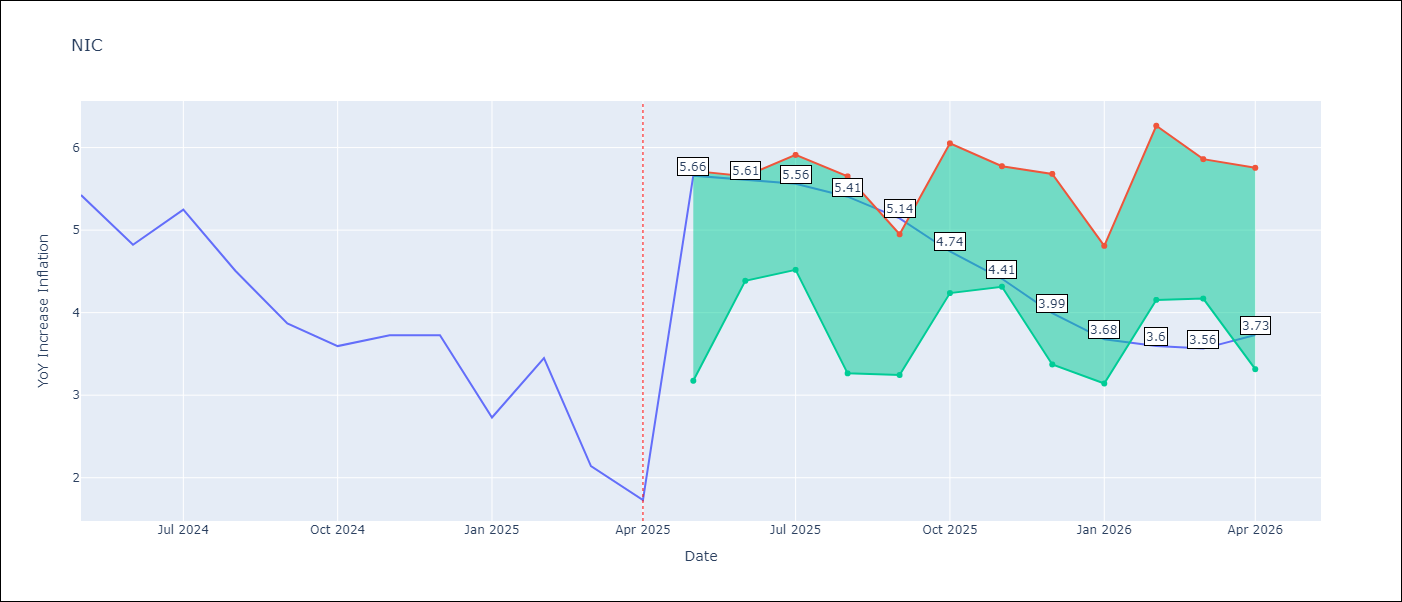 NIC
YoY Increase Inflation
6
5
4
3
2
5.66
5.61
5.56
5.41
5.14
4.74
4.41
3.99
3.68
3.6
3.56
3.73
Jul 2024
Oct 2024
Jan 2025
Apr 2025
Jul 2025
Oct 2025
Jan 2026
Apr 2026
Date